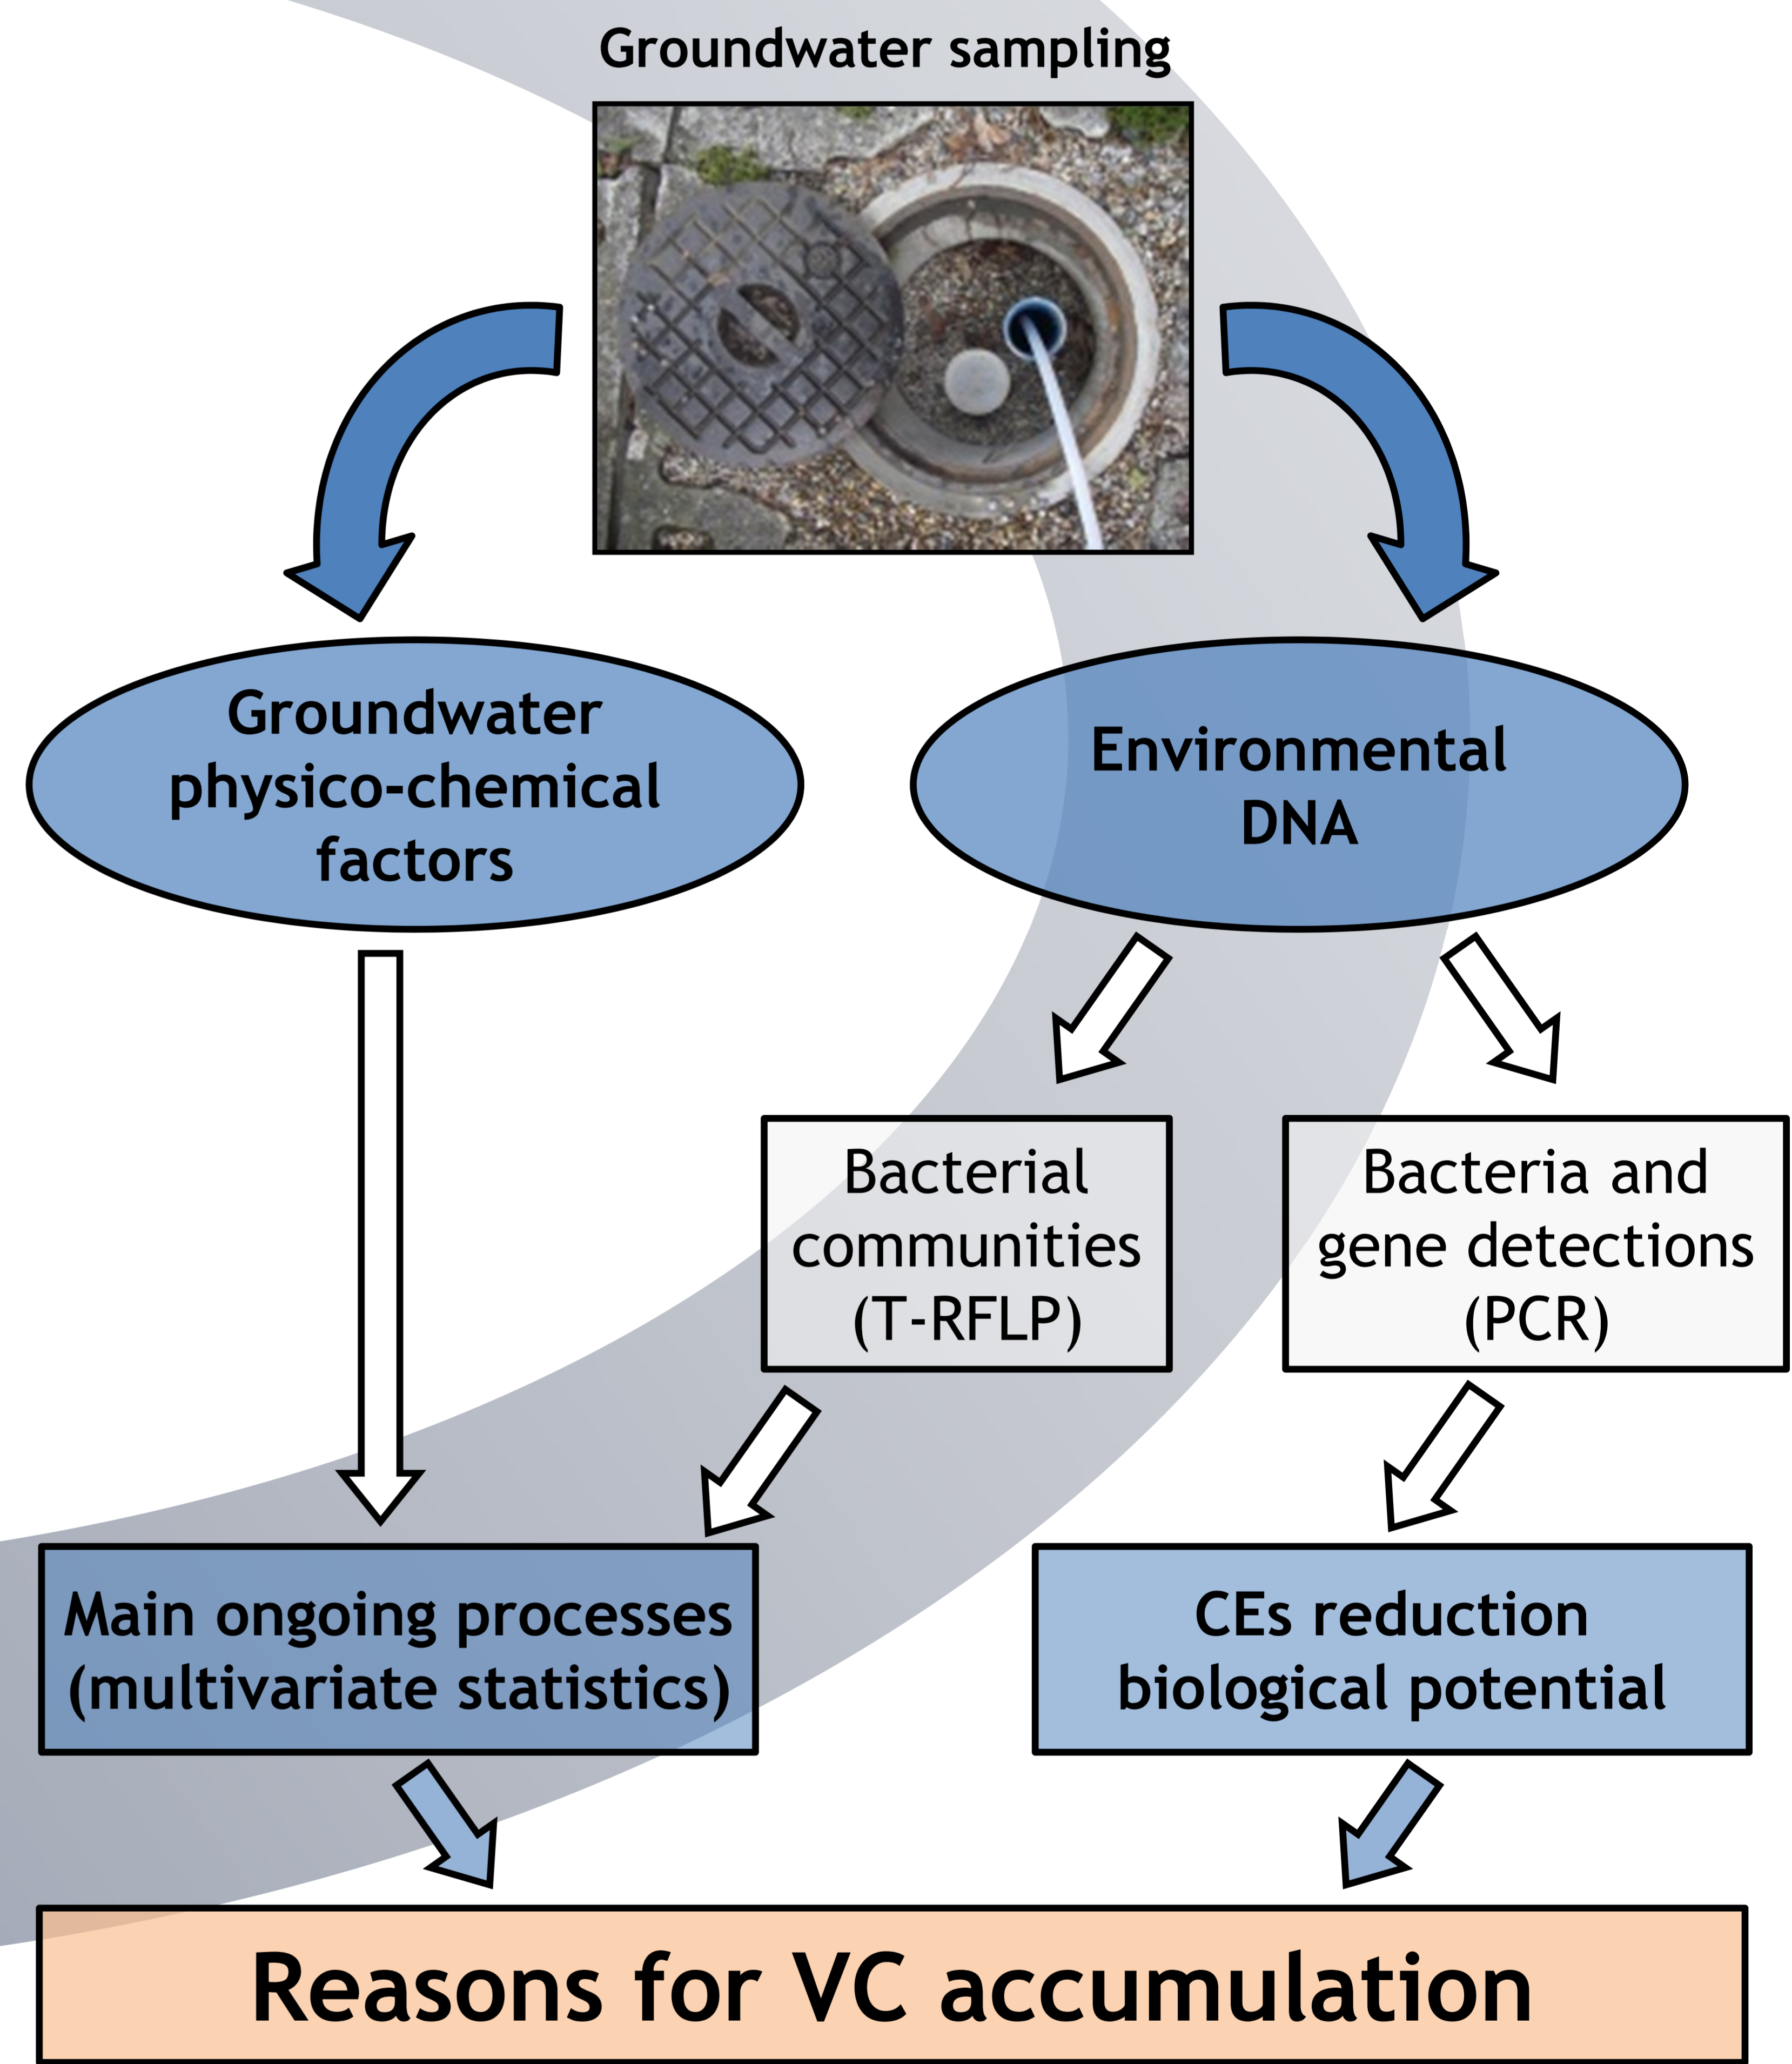 Groundwater sampling
Groundwater
physico-chemical
factors
Environmental
DNA
Bacterial
communities
(T-RFLP)
Bacteria and
gene detections
(PCR)
Main ongoing processes
(multivariate statistics)
CEs reduction
biological potential
Reasons for VC accumulation